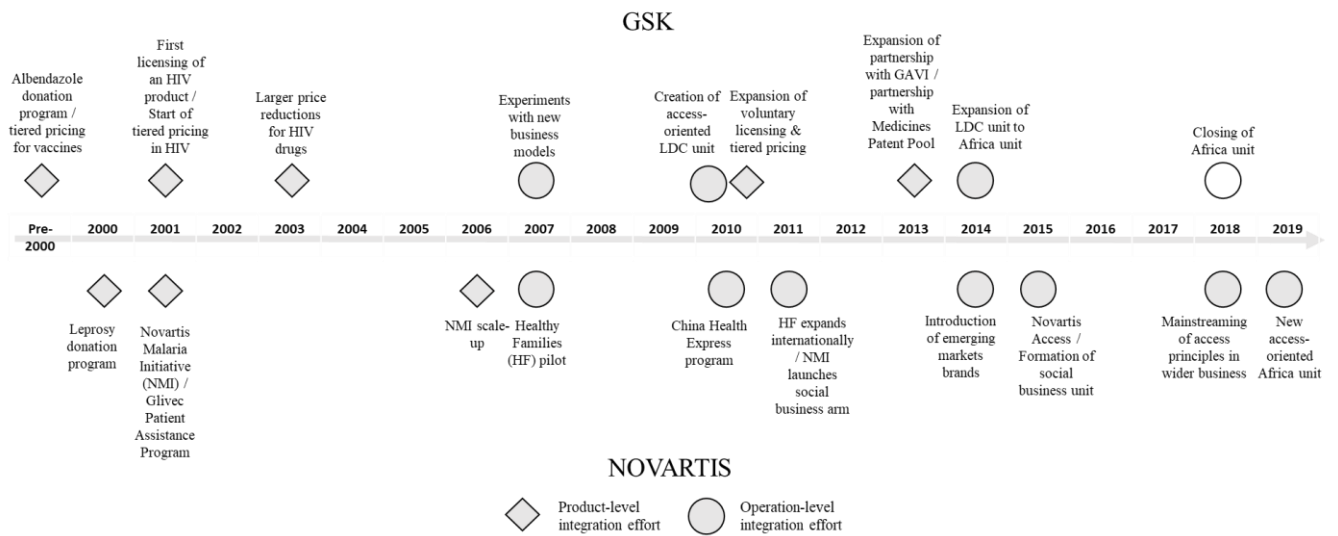 GSK
Albendazole
donation
program /
tiered pricing
for vaccines
First
licensing of
an HIV
product /
Start of
tiered pricing
in HIV
Larger price
reductions
for HIV
drugs
Experiments
with new
business
models
Creation of
access-
oriented
LDC unit
Expansion of
voluntary
licensing &
tiered pricing
Expansion of
partnership
with GAVI /
partnership
with
Medicines
Patent Pool
Expansion of
LDC unit to
Africa unit
Closing of
Africa unit
Pre-
2000
2000
2001
2002
2003
2004
2005
2006
2007
2008
2009
2010
2011
2012
2013
2014
2015
2016
2017
2018
2019
Leprosy
donation
program
Novartis
Malaria
Initiative
(NMI) /
Glivec
Patient
Assistance
Program
NMI scale-
up
Healthy
Families
(HF) pilot
China Health
Express
program
HF expands
internationally
/ NMI
launches
social
business arm
Introduction
of emerging
markets
brands
Novartis
Access /
Formation of
social
business unit
Mainstreaming
of access
principles in
wider business
New
access-
oriented
Africa unit
NOVARTIS
Product-level
integration effort
Operation-level
integration effort